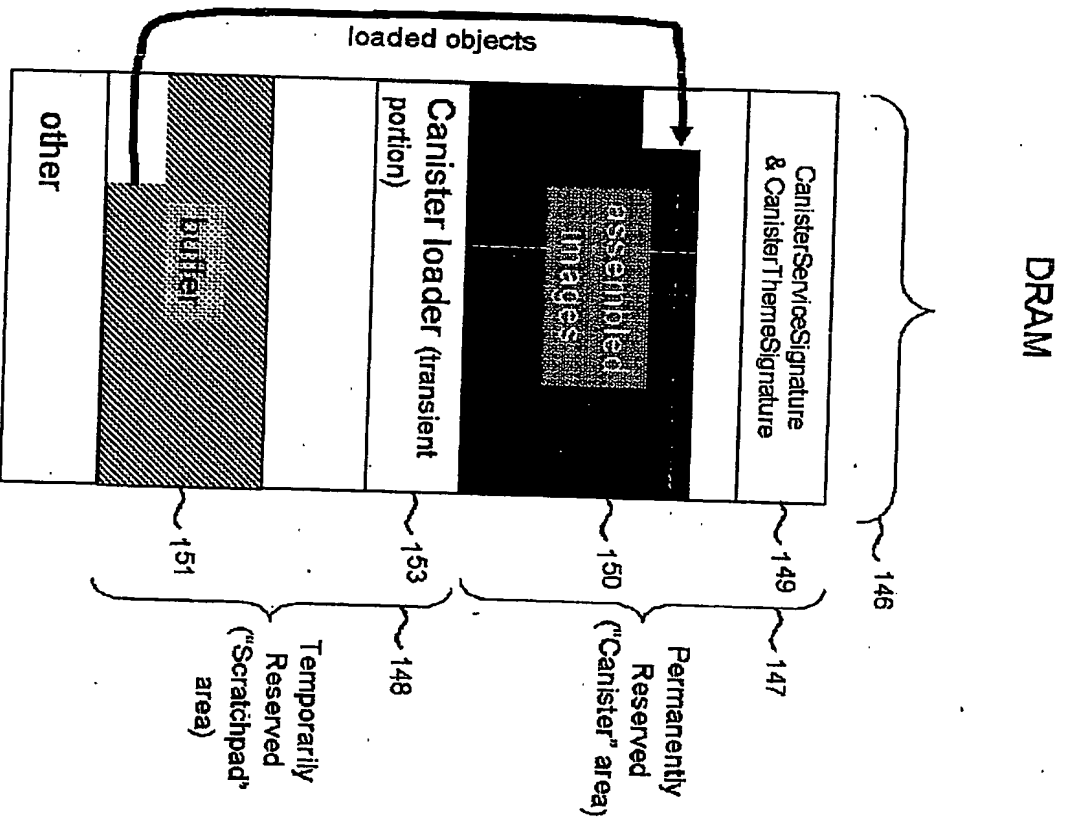 DRAM
146
CanisterServiceSignature
& CanisterThemeSignature
149
147
Permanently
Reserved
("Canister" area)
assembled
images
150
loaded objects
Canister loader (transient
portion)
153
148
Temporarily
Reserved
("Scratchpad"
area)
buffer
151
other